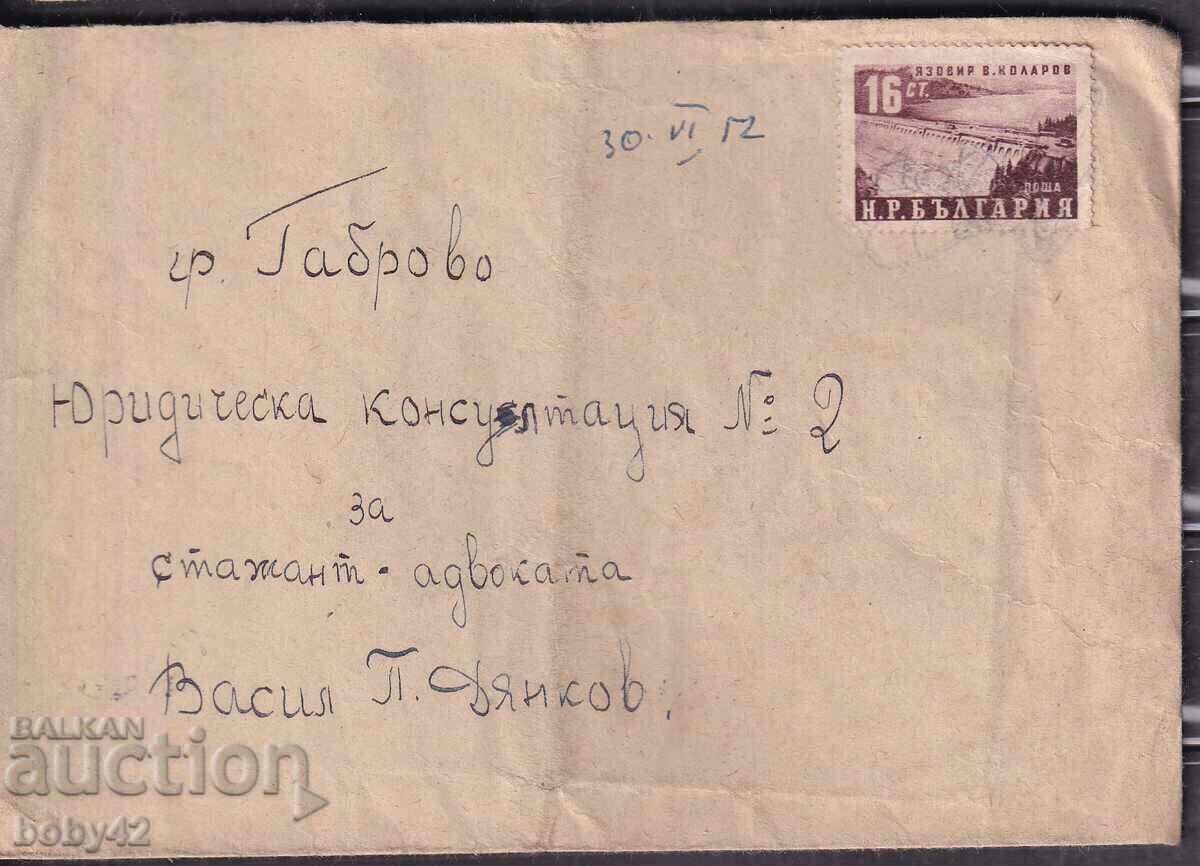 ЯЗОВИР В. КОЛАРОВ
16 СТ.
ПОЩА
Н.Р.БЪЛГАРИЯ
30. VI 52
гр. Габрово
Юридическа консултация № 2
за
стажант-адвоката
Васил П. Дянков.
BALKAN
auction
boby42